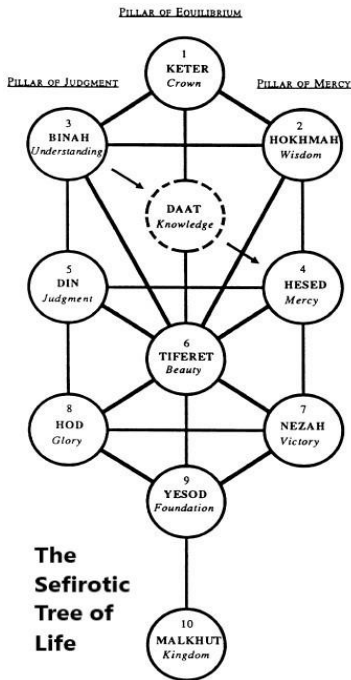 PILLAR OF EQUILIBRIUM
1
KETER
Crown
PILLAR OF JUDGMENT
PILLAR OF MERCY
3
BINAH
Understanding
2
HOKHMAH
Wisdom
DAAT
Knowledge
5
DIN
Judgment
4
HESED
Mercy
6
TIFERET
Beauty
8
HOD
Glory
7
NEZAH
Victory
9
YESOD
Foundation
The
Sefirotic
Tree of
Life
10
MALKHUT
Kingdom